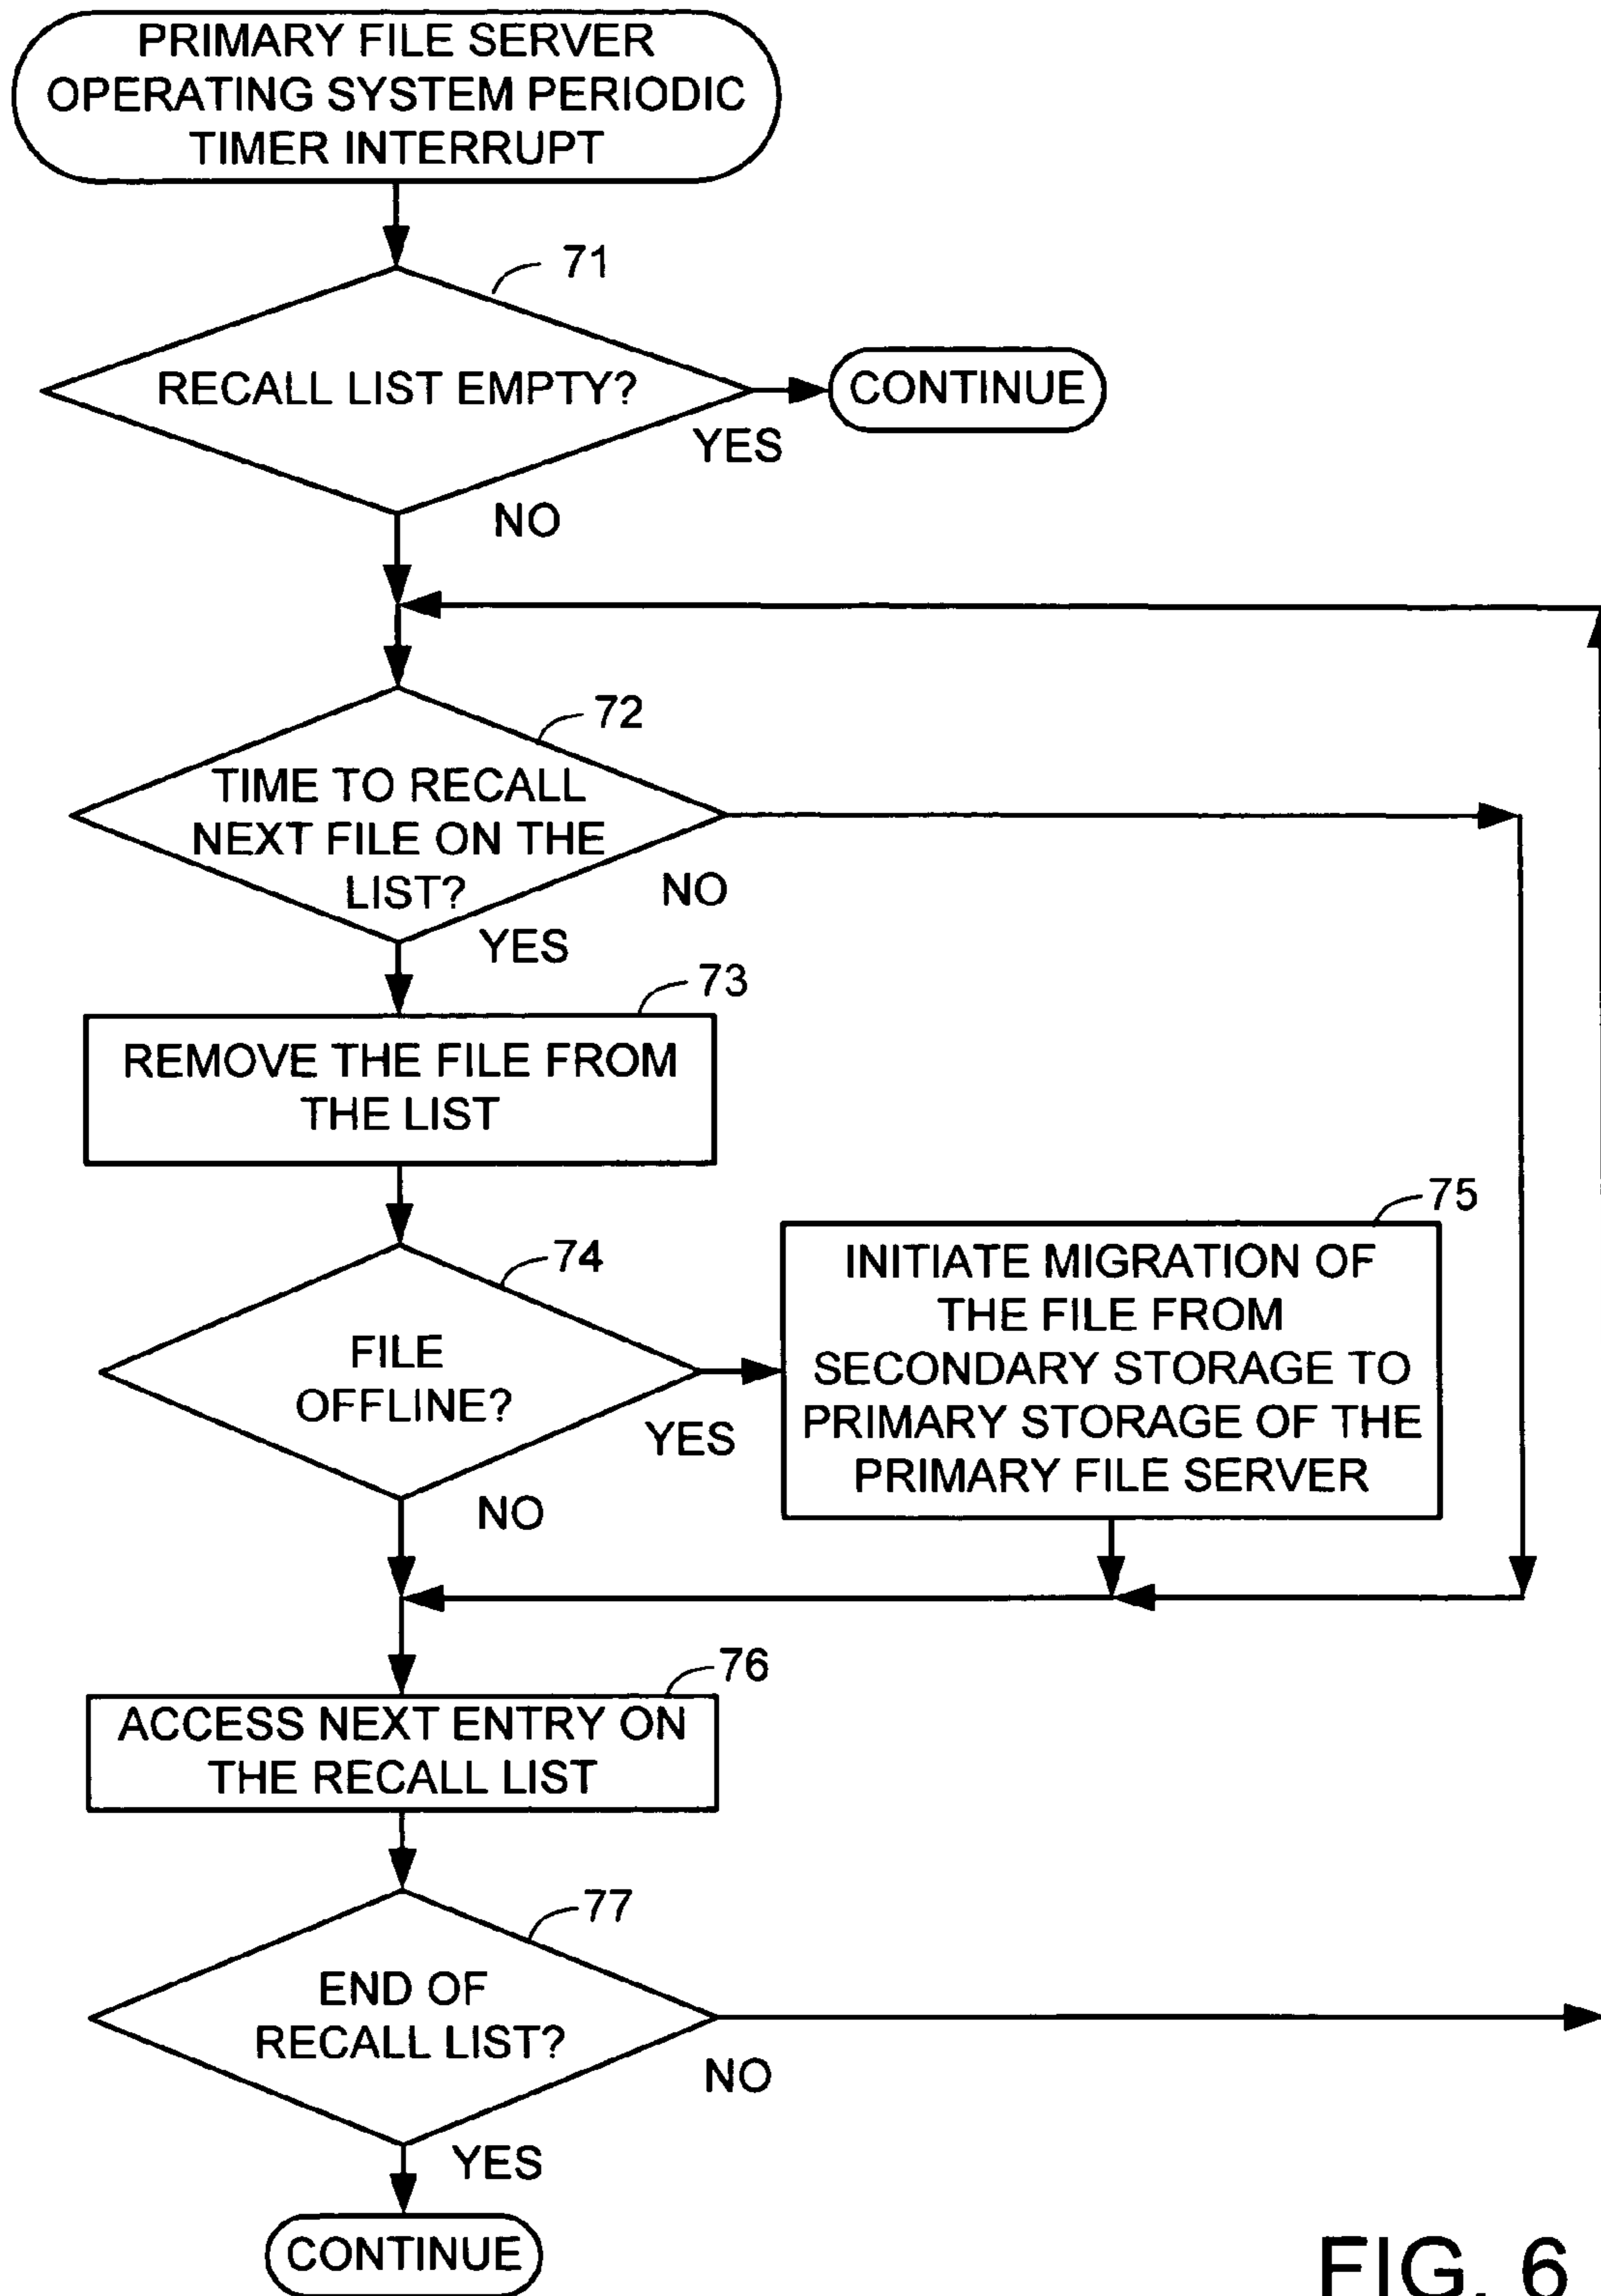 PRIMARY FILE SERVER
OPERATING SYSTEM PERIODIC
TIMER INTERRUPT
71
RECALL LIST EMPTY?
CONTINUE
YES
NO
72
TIME TO RECALL
NEXT FILE ON THE
LIST?
NO
YES
73
REMOVE THE FILE FROM
THE LIST
74
FILE
OFFLINE?
YES
NO
75
INITIATE MIGRATION OF
THE FILE FROM
SECONDARY STORAGE TO
PRIMARY STORAGE OF THE
PRIMARY FILE SERVER
76
ACCESS NEXT ENTRY ON
THE RECALL LIST
77
END OF
RECALL LIST?
NO
YES
CONTINUE
FIG. 6